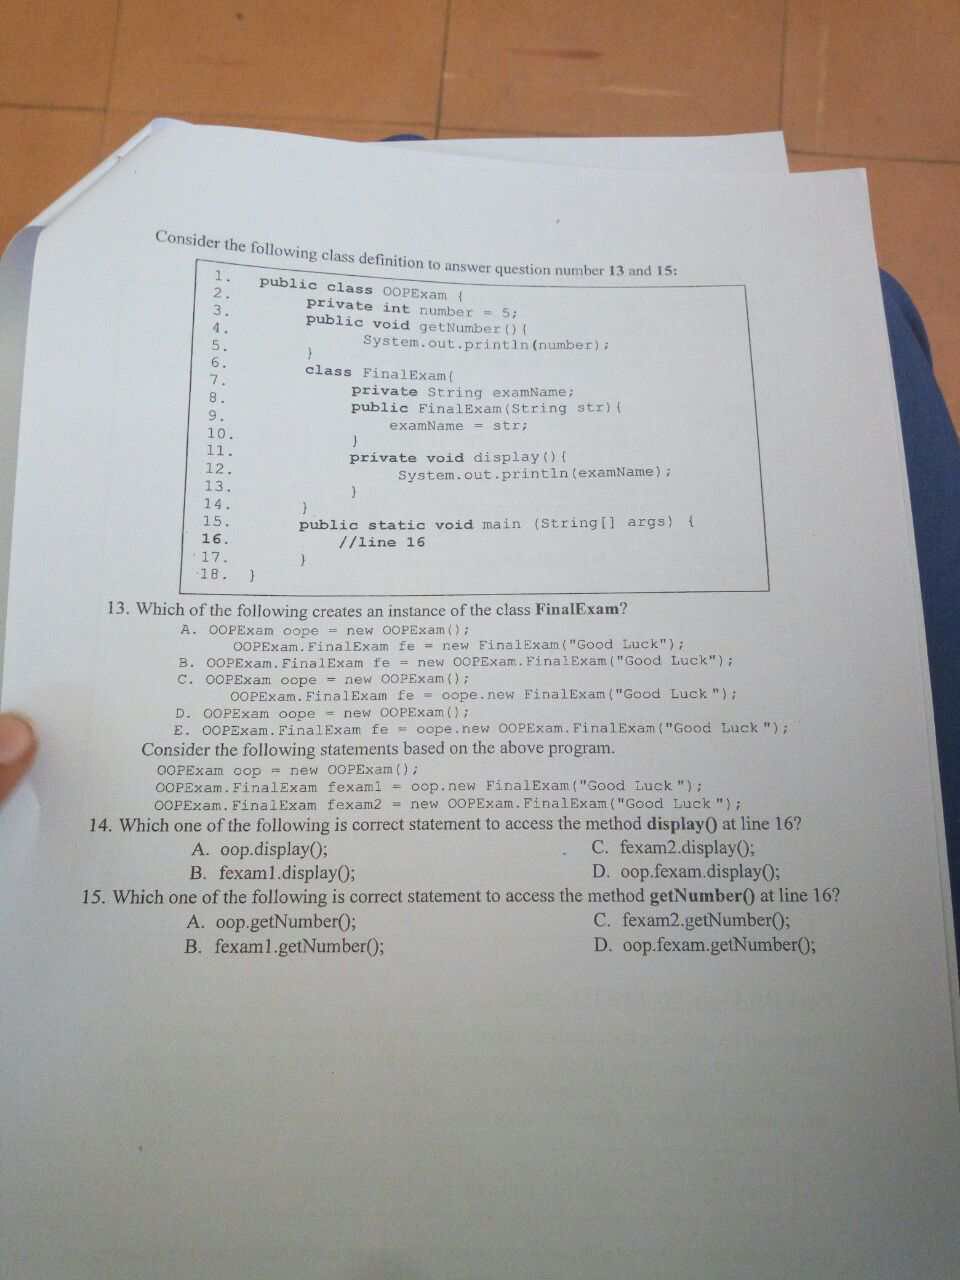 Consider the following class definition to answer question number 13 and 15:
1. public class OOPExam {
2. private int number = 5;
3. public void getNumber(){
4. System.out.println(number);
5. }
6. class FinalExam{
7. private String examName;
8. public FinalExam(String str){
9. examName = str;
10. }
11. private void display(){
12. System.out.println(examName);
13. }
14. }
15. public static void main (String[] args) {
16. //line 16
17. }
18. }
13. Which of the following creates an instance of the class FinalExam?
A. OOPExam oope = new OOPExam();
OOPExam.FinalExam fe = new FinalExam("Good Luck");
B. OOPExam.FinalExam fe = new OOPExam.FinalExam("Good Luck");
C. OOPExam oope = new OOPExam();
OOPExam.FinalExam fe = oope.new FinalExam("Good Luck ");
D. OOPExam oope = new OOPExam();
E. OOPExam.FinalExam fe = oope.new OOPExam.FinalExam("Good Luck ");
Consider the following statements based on the above program.
OOPExam oop = new OOPExam();
OOPExam.FinalExam fexam1 = oop.new FinalExam("Good Luck ");
OOPExam.FinalExam fexam2 = new OOPExam.FinalExam("Good Luck ");
14. Which one of the following is correct statement to access the method display() at line 16?
A. oop.display(); C. fexam2.display();
B. fexam1.display(); D. oop.fexam.display();
15. Which one of the following is correct statement to access the method getNumber() at line 16?
A. oop.getNumber(); C. fexam2.getNumber();
B. fexam1.getNumber(); D. oop.fexam.getNumber();